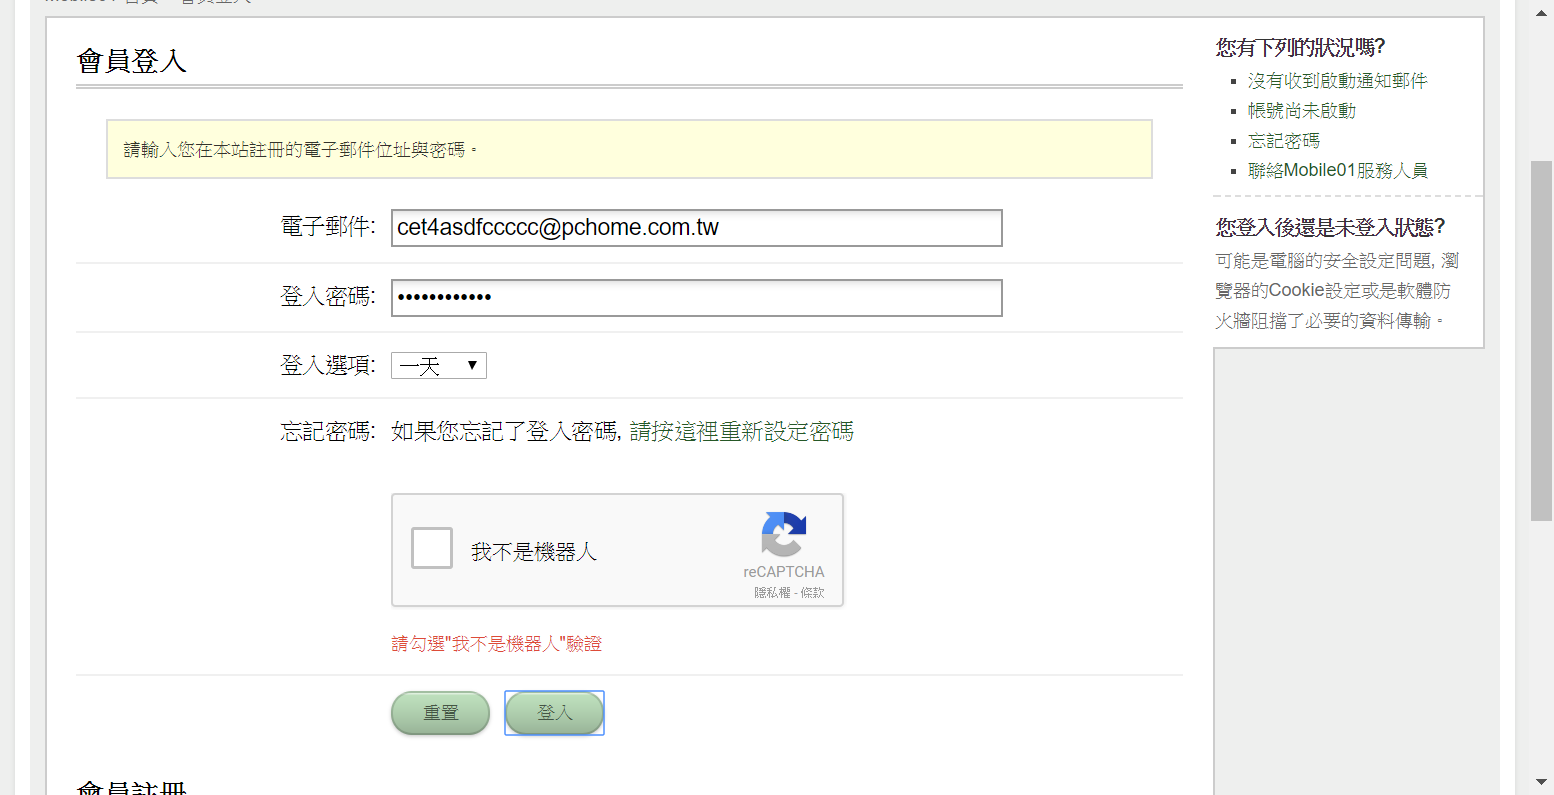 Mobile01 首頁 會員登入
會員登入
請輸入您在本站註冊的電子郵件位址與密碼。
電子郵件: cet4asdfccccc@pchome.com.tw
登入密碼: ••••••••••••
登入選項: 一天 ▼
忘記密碼: 如果您忘記了登入密碼, 請按這裡重新設定密碼
我不是機器人
reCAPTCHA
隱私權 - 條款
請勾選"我不是機器人"驗證
重置 登入
會員註冊
您有下列的狀況嗎?
沒有收到啟動通知郵件
帳號尚未啟動
忘記密碼
聯絡Mobile01服務人員
您登入後還是未登入狀態?
可能是電腦的安全設定問題, 瀏
覽器的Cookie設定或是軟體防
火牆阻擋了必要的資料傳輸。